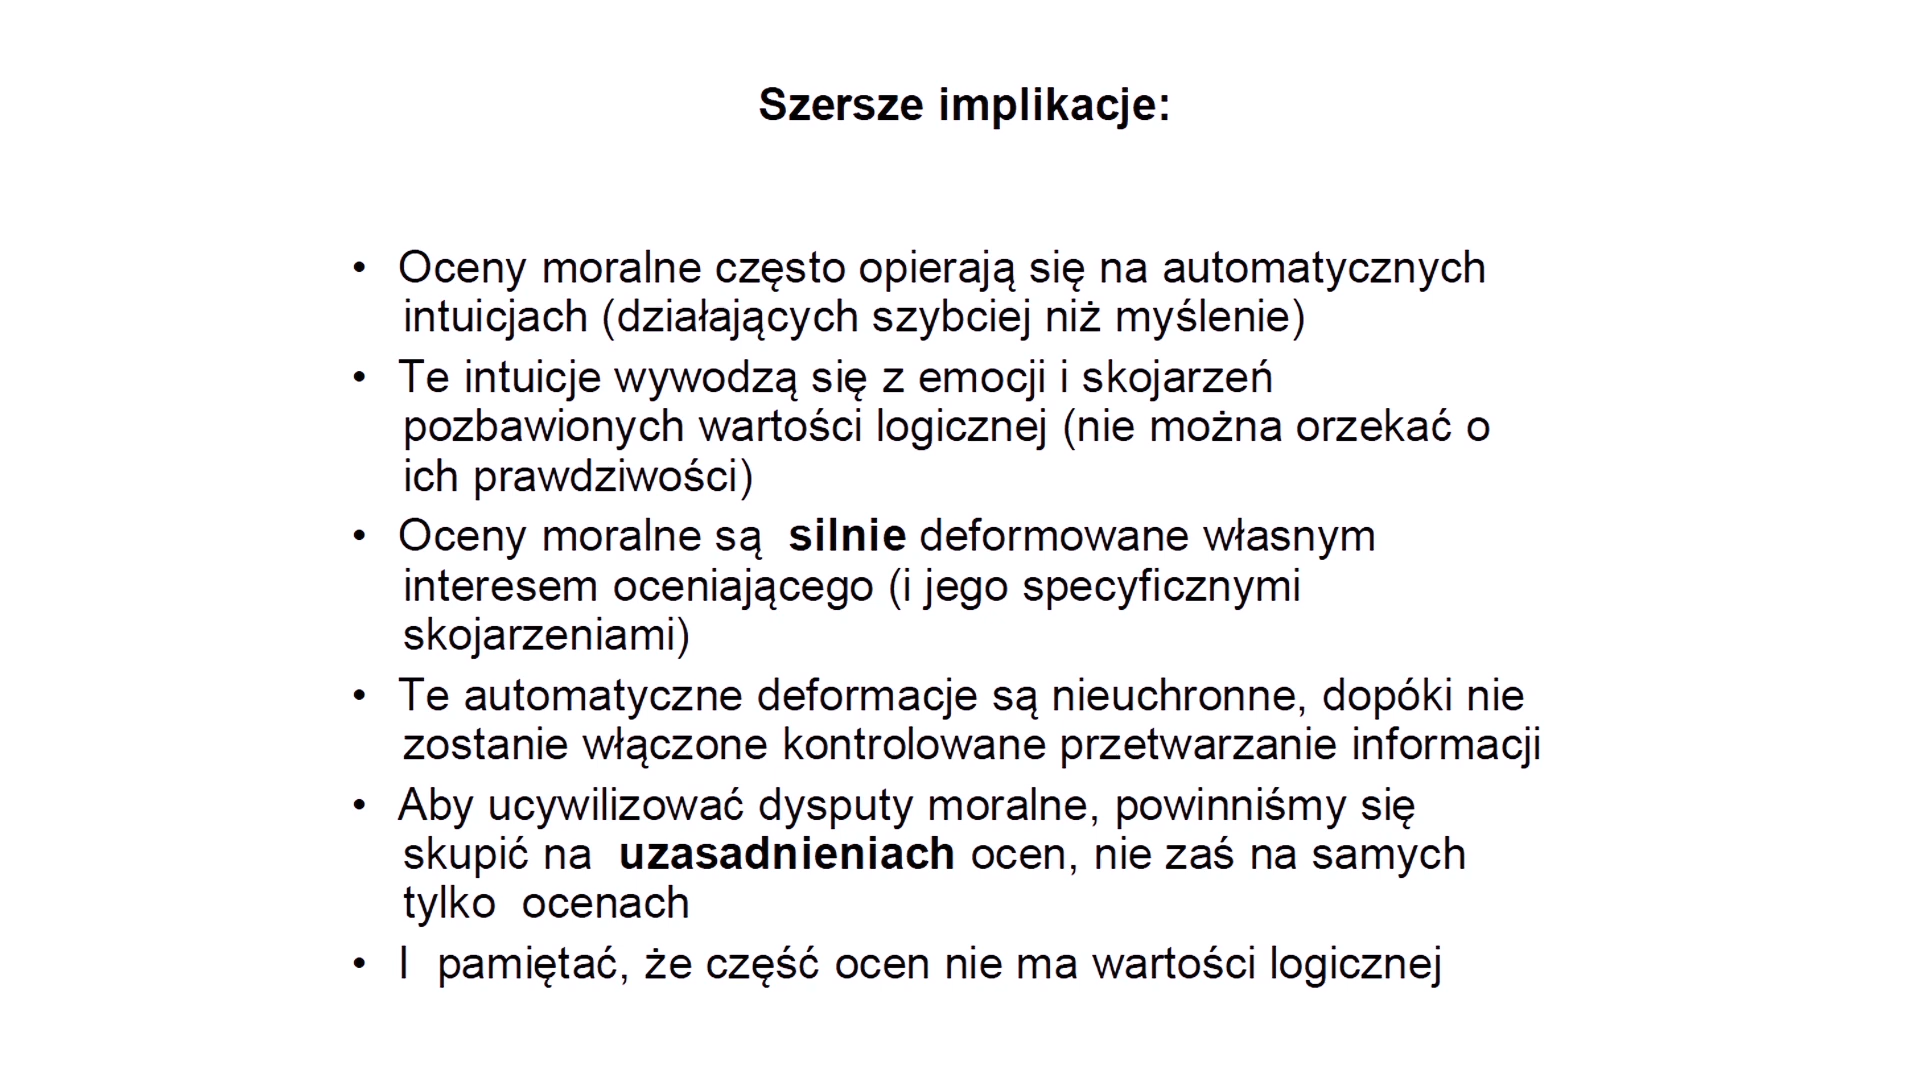 Szersze implikacje:
• Oceny moralne często opierają się na automatycznych
intuicjach (działających szybciej niż myślenie)
• Te intuicje wywodzą się z emocji i skojarzeń
pozbawionych wartości logicznej (nie można orzekać o
ich prawdziwości)
• Oceny moralne są silnie deformowane własnym
interesem oceniającego (i jego specyficznymi
skojarzeniami)
• Te automatyczne deformacje są nieuchronne, dopóki nie
zostanie włączone kontrolowane przetwarzanie informacji
• Aby ucywilizować dysputy moralne, powinniśmy się
skupić na uzasadnieniach ocen, nie zaś na samych
tylko ocenach
• I pamiętać, że część ocen nie ma wartości logicznej